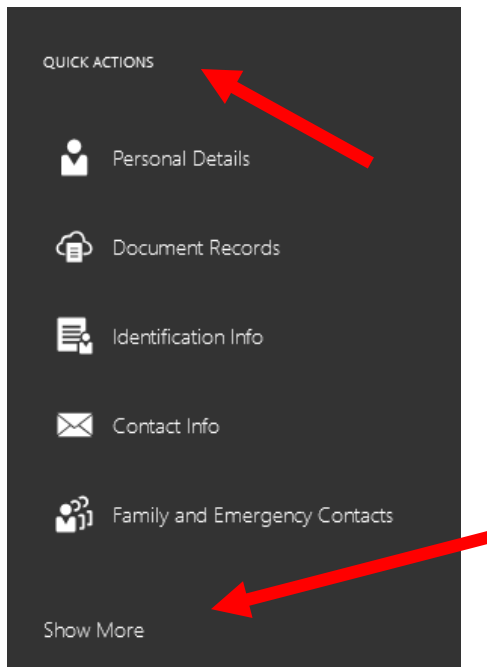 QUICK ACTIONS
Personal Details
Document Records
Identification Info
Contact Info
Family and Emergency Contacts
Show More